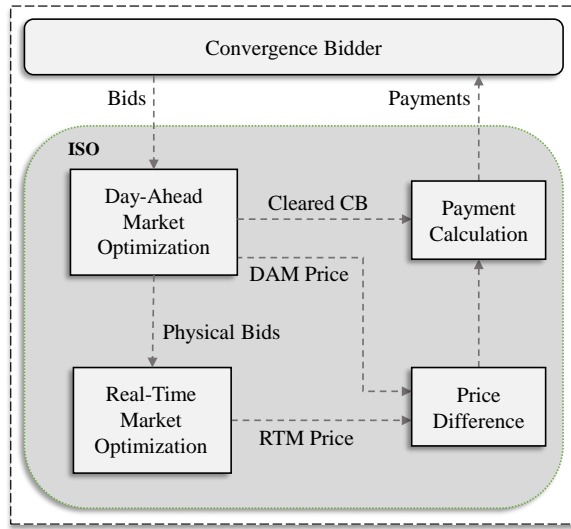 Convergence Bidder
Bids
Payments
ISO
Day-Ahead
Market
Optimization
Cleared CB
Payment
Calculation
DAM Price
Physical Bids
Real-Time
Market
Optimization
RTM Price
Price
Difference